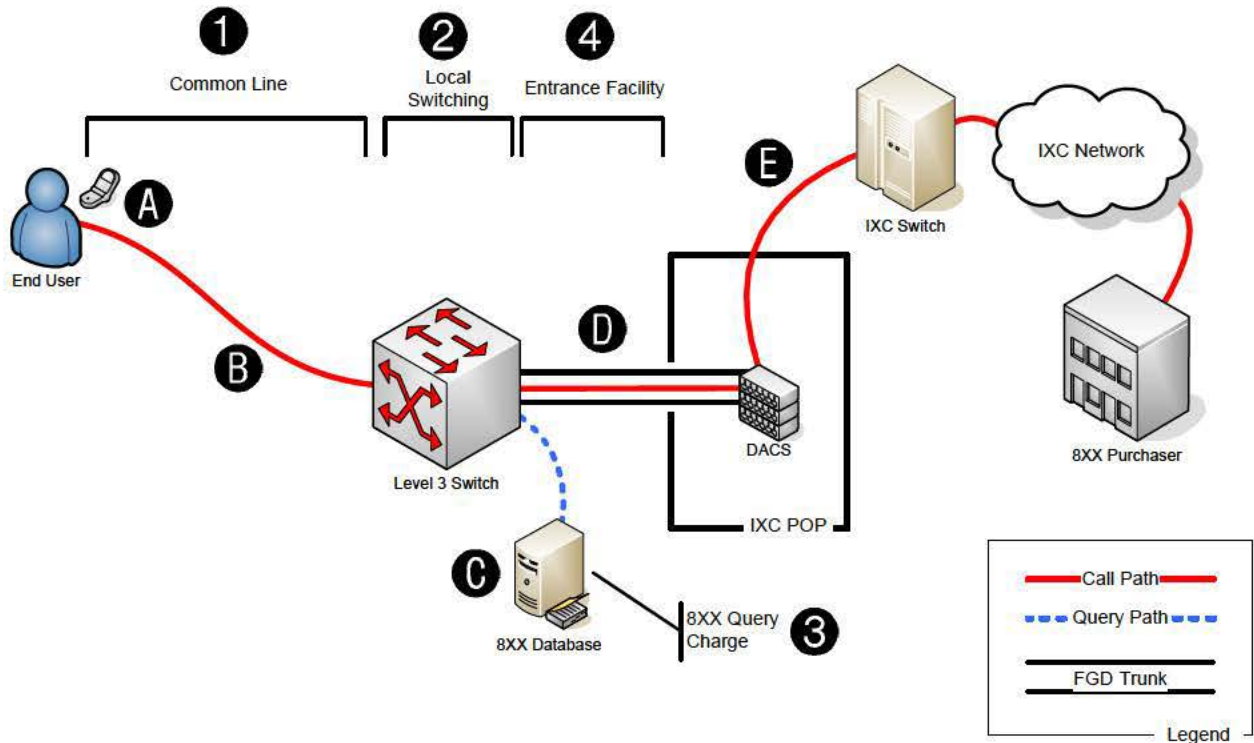 1
2
4
Common Line
Local
Switching
Entrance Facility
A
End User
B
E
IXC Switch
IXC Network
D
Level 3 Switch
DACS
8XX Purchaser
IXC POP
C
8XX Database
8XX Query
Charge
3
Call Path
Query Path
FGD Trunk
Legend